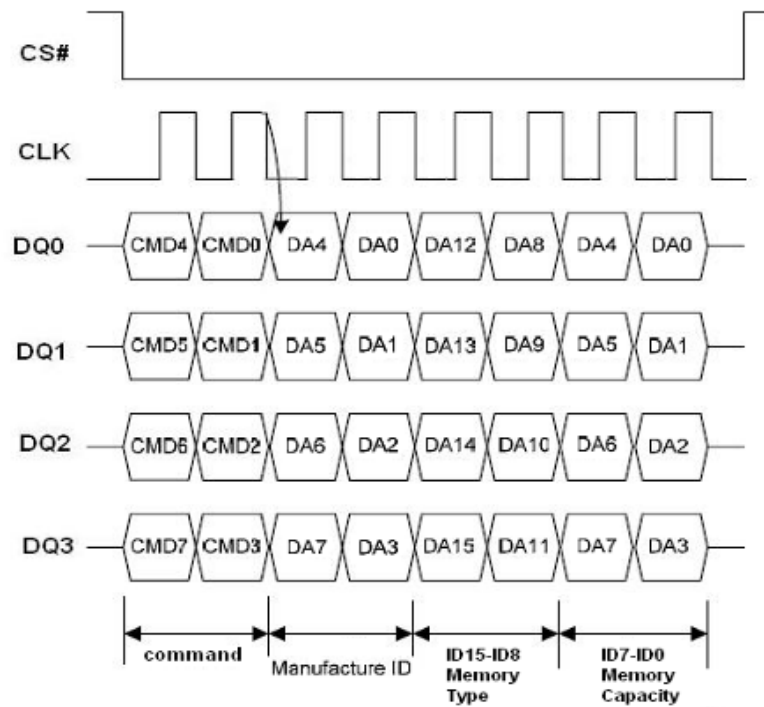 CS#
CLK
DQ0 CMD4 CMD0 DA4 DA0 DA12 DA8 DA4 DA0
DQ1 CMD5 CMD1 DA5 DA1 DA13 DA9 DA5 DA1
DQ2 CMD6 CMD2 DA6 DA2 DA14 DA10 DA6 DA2
DQ3 CMD7 CMD3 DA7 DA3 DA15 DA11 DA7 DA3
command
Manufacture ID
ID15-ID8
Memory
Type
ID7-ID0
Memory
Capacity